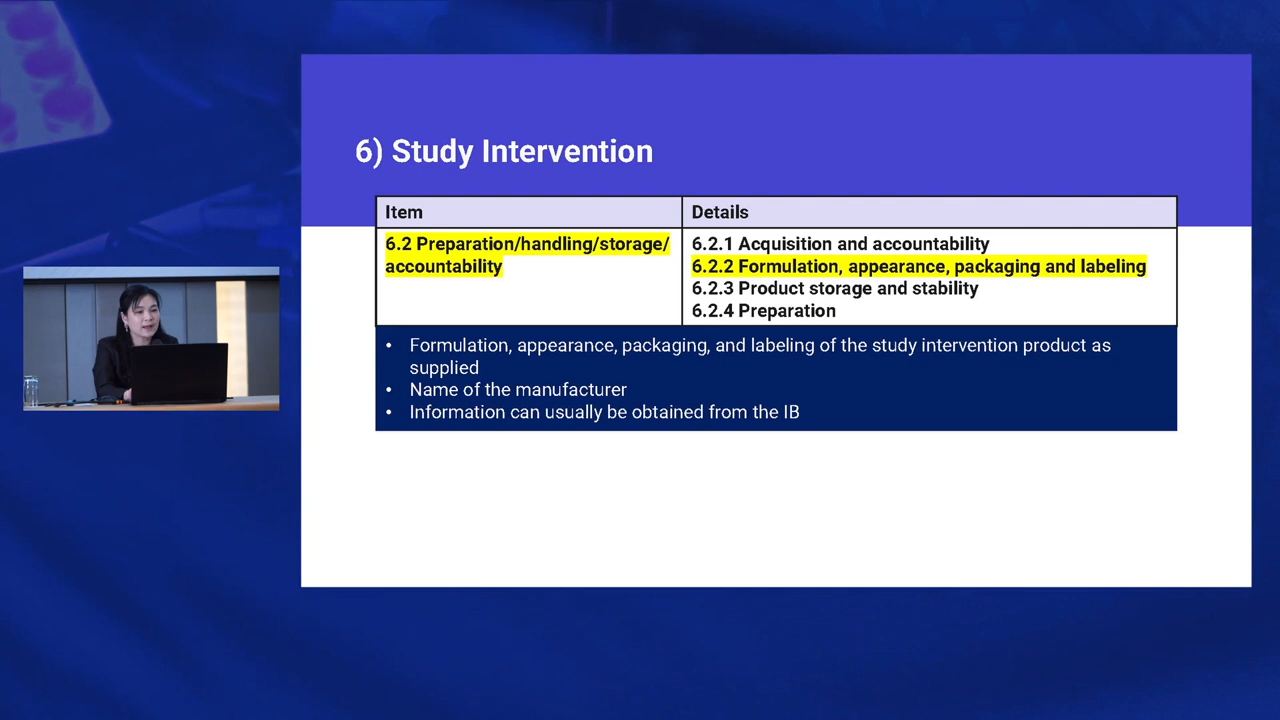 6) Study Intervention
Item
Details
6.2 Preparation/handling/storage/
accountability
6.2.1 Acquisition and accountability
6.2.2 Formulation, appearance, packaging and labeling
6.2.3 Product storage and stability
6.2.4 Preparation
• Formulation, appearance, packaging, and labeling of the study intervention product as
supplied
• Name of the manufacturer
• Information can usually be obtained from the IB